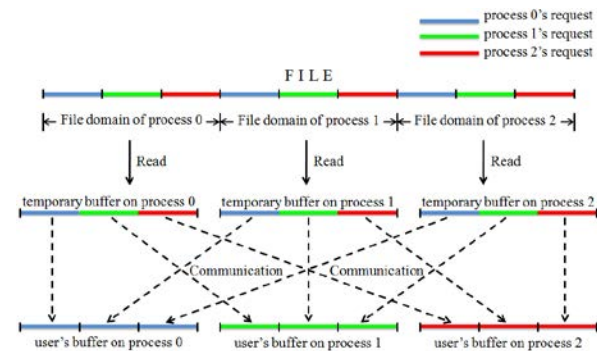 process 0's request
process 1's request
process 2's request
F I L E
File domain of process 0
File domain of process 1
File domain of process 2
Read
Read
Read
temporary buffer on process 0
temporary buffer on process 1
temporary buffer on process 2
Communication
Communication
user's buffer on process 0
user's buffer on process 1
user's buffer on process 2